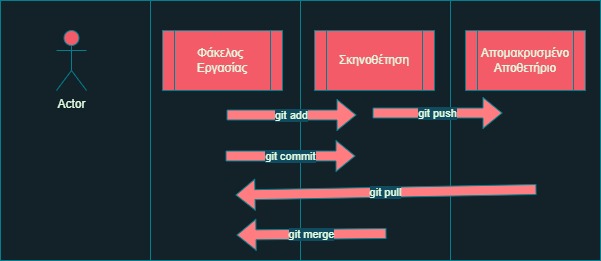 Φάκελος
Εργασίας
Σκηνοθέτηση
Απομακρυσμένο
Αποθετήριο
Actor
git add
git push
git commit
git pull
git merge